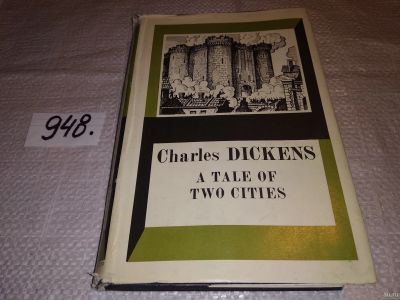 948.
Charles DICKENS
A TALE OF
TWO CITIES